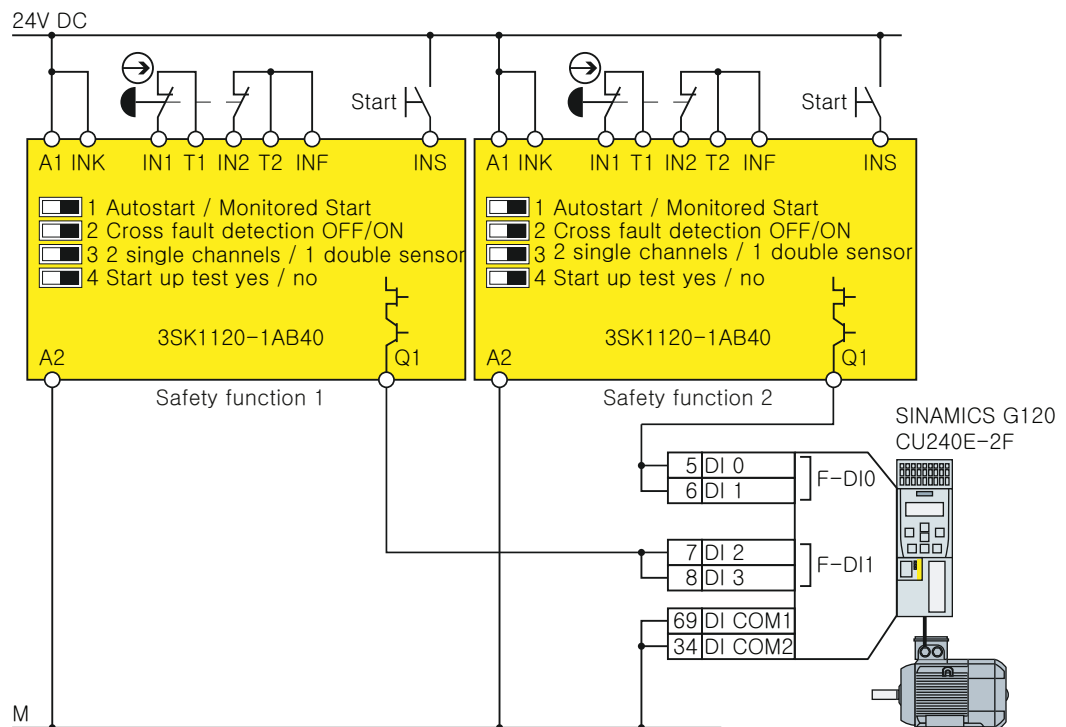 24V DC
Start
Start
A1 INK IN1 T1 IN2 T2 INF INS
A1 INK IN1 T1 IN2 T2 INF INS
1 Autostart / Monitored Start
2 Cross fault detection OFF/ON
3 2 single channels / 1 double sensor
4 Start up test yes / no
1 Autostart / Monitored Start
2 Cross fault detection OFF/ON
3 2 single channels / 1 double sensor
4 Start up test yes / no
3SK1120-1AB40
3SK1120-1AB40
A2 Q1
A2 Q1
Safety function 1
Safety function 2
SINAMICS G120
CU240E-2F
5 DI 0
6 DI 1
F-DI0
7 DI 2
8 DI 3
F-DI1
69 DI COM1
34 DI COM2
M